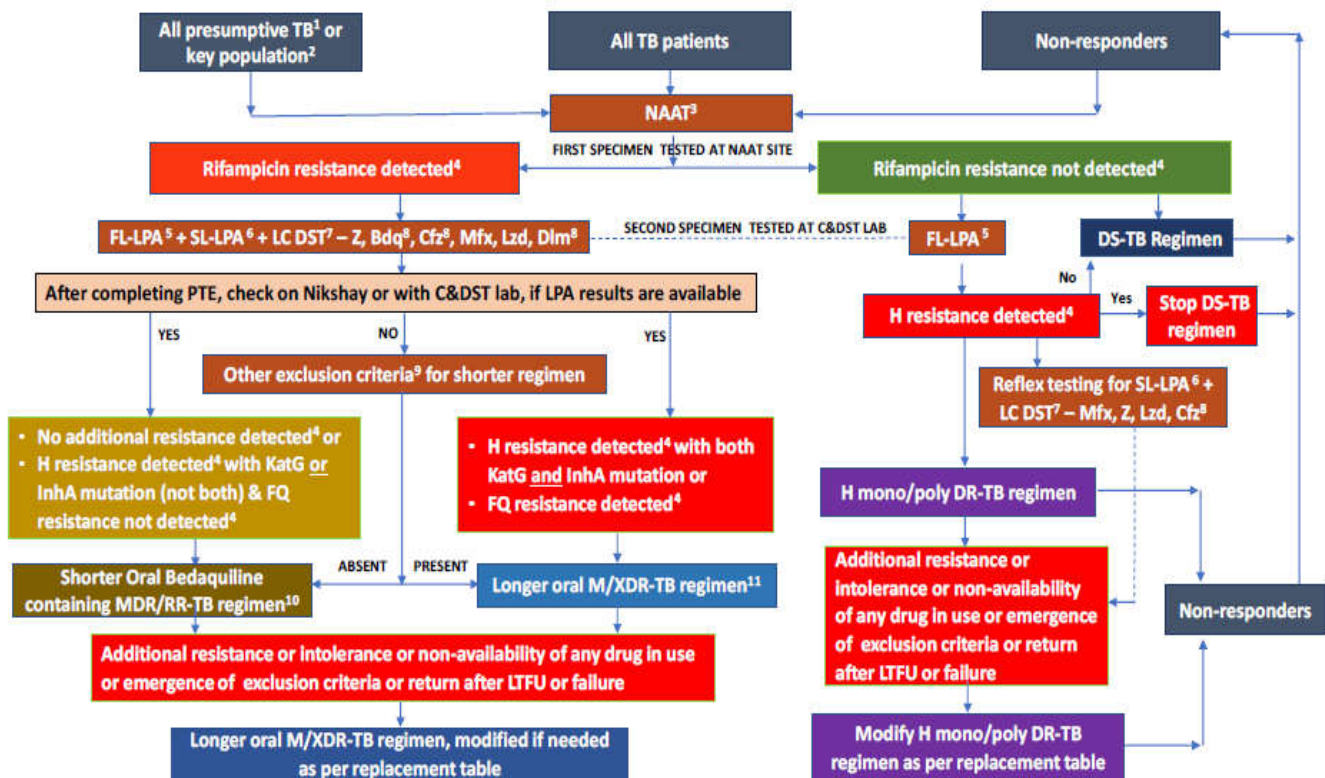 All presumptive TB¹ or
key population²
All TB patients
Non-responders
NAAT³
FIRST SPECIMEN TESTED AT NAAT SITE
Rifampicin resistance detected⁴
Rifampicin resistance not detected⁴
FL-LPA ⁵ + SL-LPA ⁶ + LC DST⁷ – Z, Bdq⁸, Cfz⁸, Mfx, Lzd, Dlm⁸
SECOND SPECIMEN TESTED AT C&DST LAB
FL-LPA ⁵
DS-TB Regimen
After completing PTE, check on Nikshay or with C&DST lab, if LPA results are available
No
H resistance detected⁴
Yes
Stop DS-TB
regimen
YES
NO
YES
Other exclusion criteria⁹ for shorter regimen
Reflex testing for SL-LPA ⁶ +
LC DST⁷ – Mfx, Z, Lzd, Cfz⁸
• No additional resistance detected⁴ or
• H resistance detected⁴ with KatG or
InhA mutation (not both) & FQ
resistance not detected⁴
• H resistance detected⁴ with both
KatG and InhA mutation or
• FQ resistance detected⁴
H mono/poly DR-TB regimen
ABSENT
PRESENT
Shorter Oral Bedaquiline
containing MDR/RR-TB regimen¹⁰
Longer oral M/XDR-TB regimen¹¹
Additional resistance or
intolerance or non-availability
of any drug in use or emergence
of exclusion criteria or return
after LTFU or failure
Non-responders
Additional resistance or intolerance or non-availability of any drug in use
or emergence of exclusion criteria or return after LTFU or failure
Longer oral M/XDR-TB regimen, modified if needed
as per replacement table
Modify H mono/poly DR-TB
regimen as per replacement table